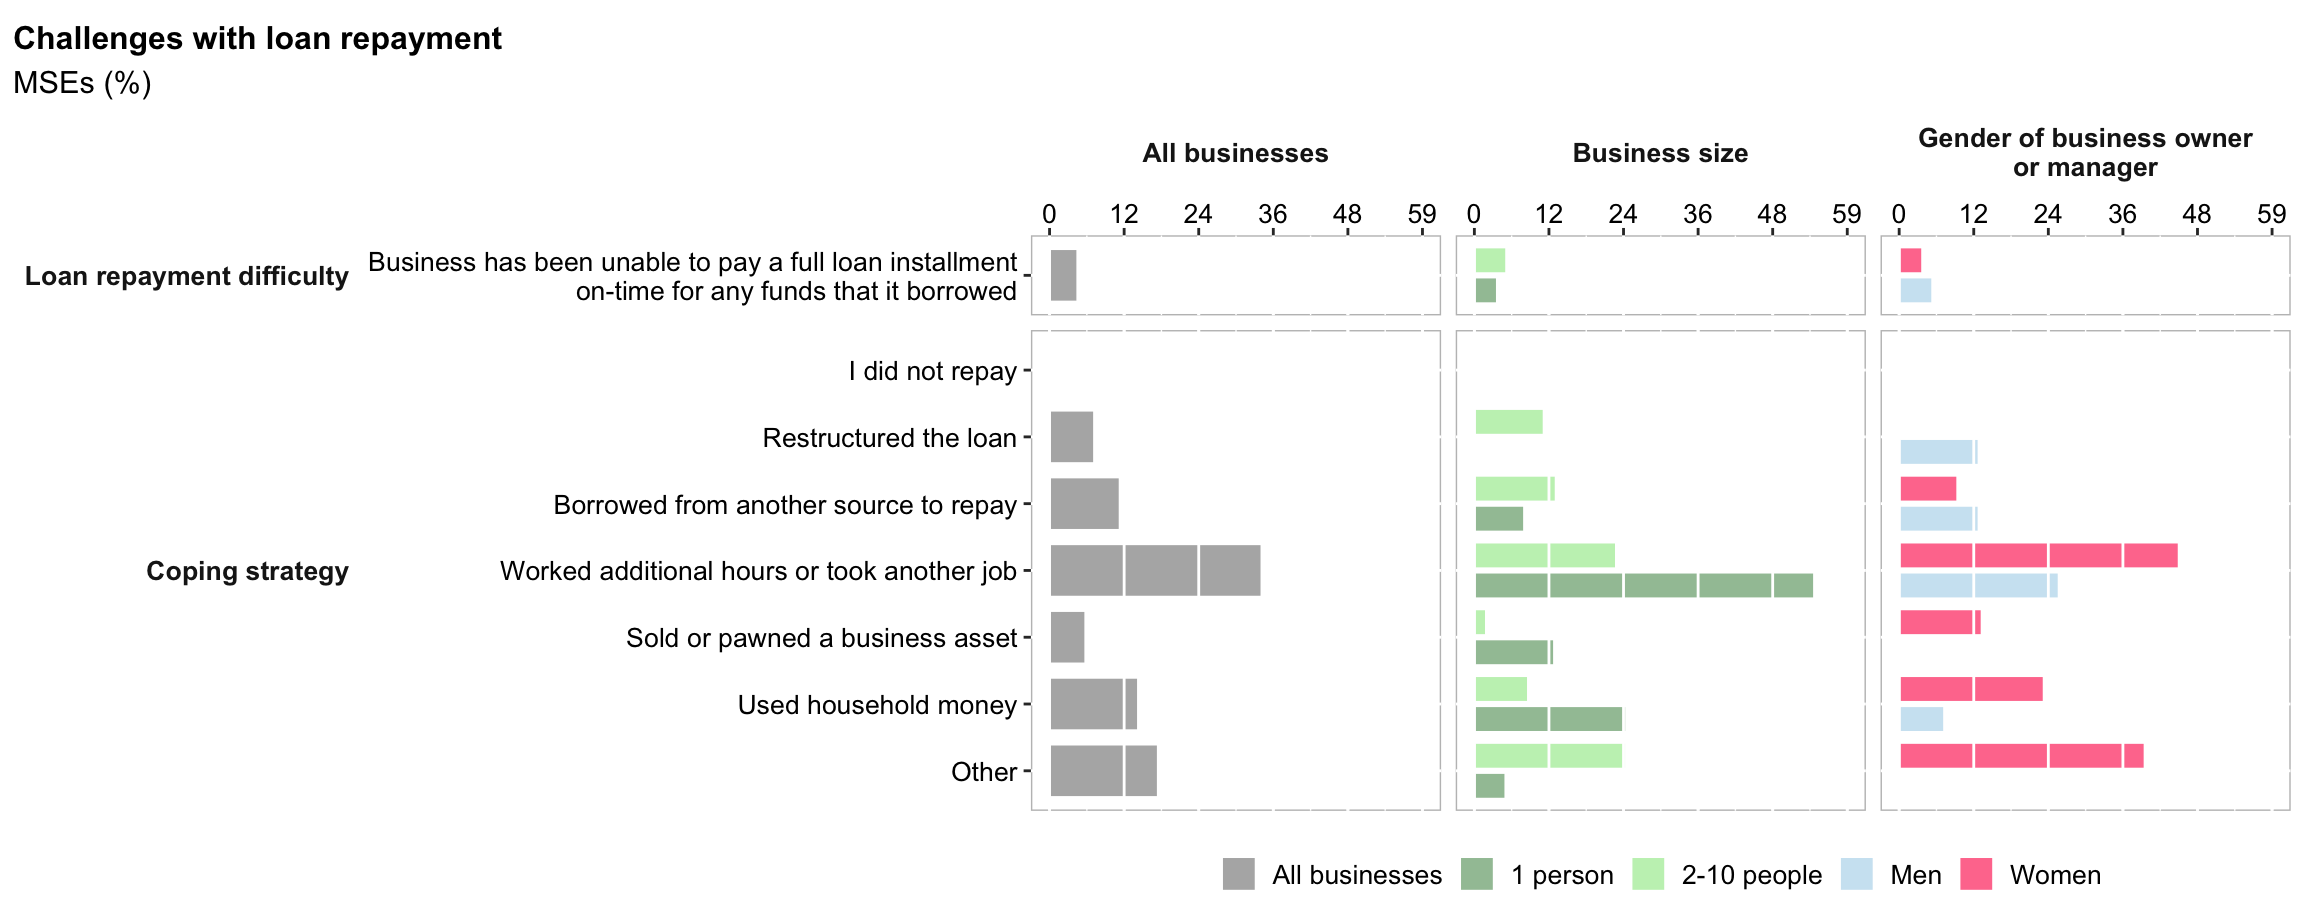 Challenges with loan repayment
MSEs (%)
All businesses
Business size
Gender of business owner
or manager
0 12 24 36 48 59
0 12 24 36 48 59
0 12 24 36 48 59
Loan repayment difficulty
Business has been unable to pay a full loan installment
on-time for any funds that it borrowed
Coping strategy
I did not repay
Restructured the loan
Borrowed from another source to repay
Worked additional hours or took another job
Sold or pawned a business asset
Used household money
Other
All businesses
1 person
2-10 people
Men
Women